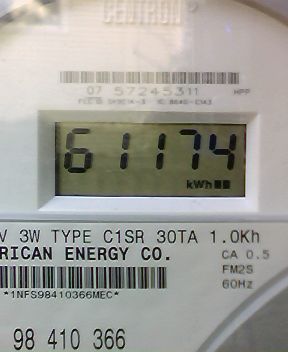 CENTRON
07 57245311 HPP
61174
kWh
V 3W TYPE C1SR 30TA 1.0Kh
RICAN ENERGY CO. CA 0.5
FM2S
*1NFS98410366MEC* 60Hz
98 410 366